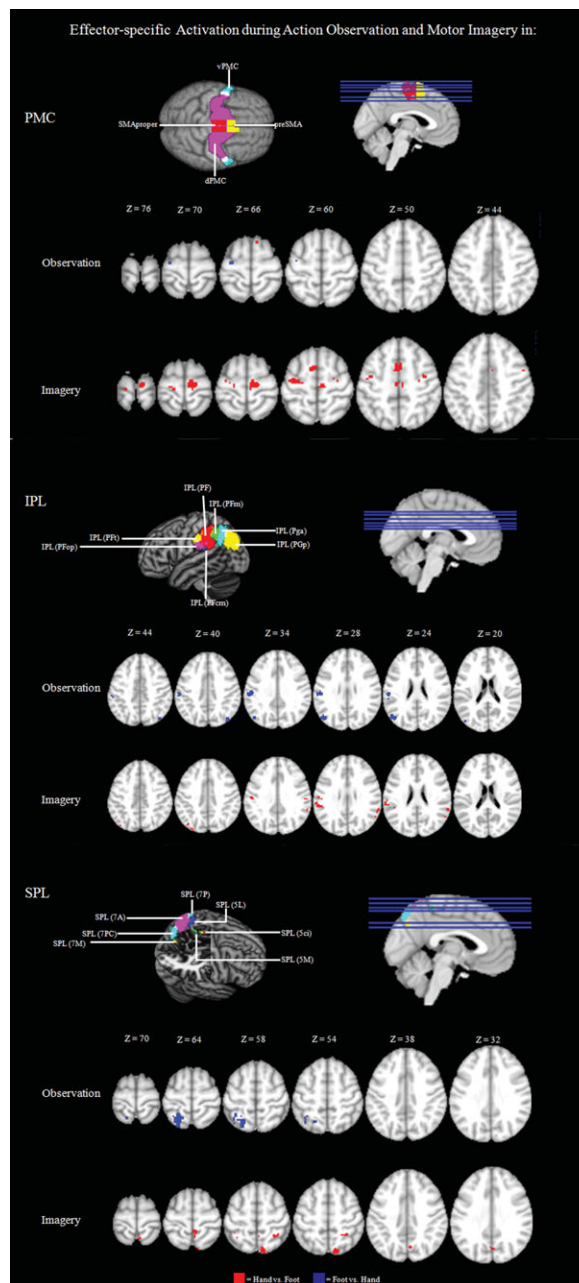 Effector-specific Activation during Action Observation and Motor Imagery in:
vPMC
PMC
SMAproper
preSMA
dPMC
Z = 76 Z = 70 Z = 66 Z = 60 Z = 50 Z = 44
Observation
Imagery
IPL
IPL (PF)
IPL (PFm)
IPL (PFt)
IPL (Pga)
IPL (PFop)
IPL (PGp)
IPL (PFcm)
Z = 44 Z = 40 Z = 34 Z = 28 Z = 24 Z = 20
Observation
Imagery
SPL
SPL (7P)
SPL (5L)
SPL (7A)
SPL (7PC)
SPL (5ci)
SPL (7M)
SPL (5M)
Z = 70 Z = 64 Z = 58 Z = 54 Z = 38 Z = 32
Observation
Imagery
= Hand vs. Foot = Foot vs. Hand